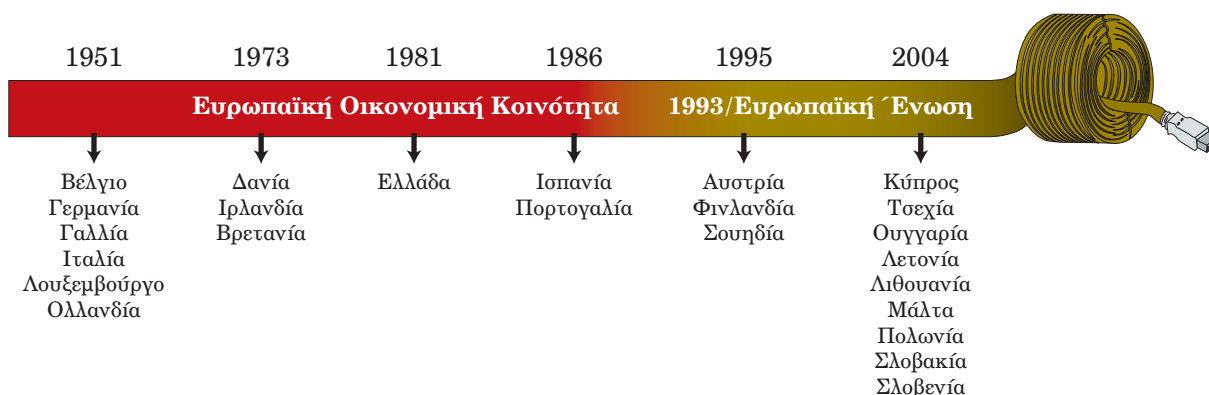 1951
1973
1981
1986
1995
2004
Ευρωπαϊκή Οικονομική Κοινότητα
1993/Ευρωπαϊκή ΄Ενωση
Βέλγιο
Γερμανία
Γαλλία
Ιταλία
Λουξεμβούργο
Ολλανδία
Δανία
Ιρλανδία
Βρετανία
Ελλάδα
Ισπανία
Πορτογαλία
Αυστρία
Φινλανδία
Σουηδία
Κύπρος
Τσεχία
Ουγγαρία
Λετονία
Λιθουανία
Μάλτα
Πολωνία
Σλοβακία
Σλοβενία